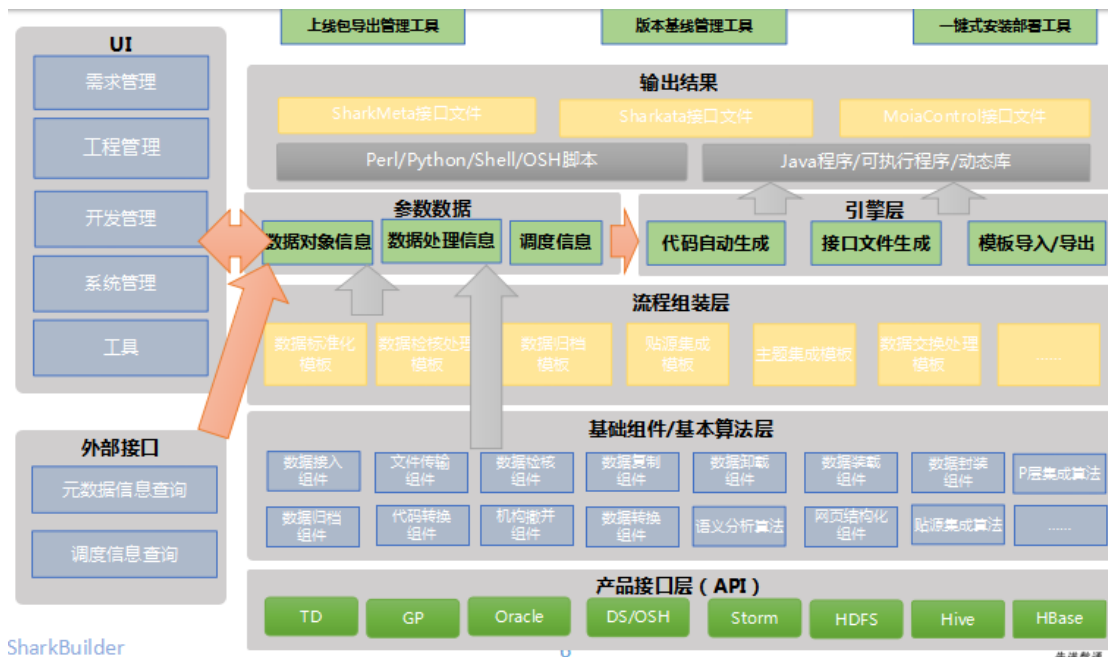 上线包导出管理工具
版本基线管理工具
一键式安装部署工具
UI
需求管理
工程管理
开发管理
系统管理
工具
外部接口
元数据信息查询
调度信息查询
输出结果
SharkMeta接口文件
Sharkata接口文件
MoiaControl接口文件
Perl/Python/Shell/OSH脚本
Java程序/可执行程序/动态库
参数数据
数据对象信息
数据处理信息
调度信息
引擎层
代码自动生成
接口文件生成
模板导入/导出
流程组装层
数据标准化
模板
数据检核处理
模板
数据归档
模板
贴源集成
模板
主题集成模板
数据交换处理
模板
……
基础组件/基本算法层
数据接入
组件
文件传输
组件
数据检核
组件
数据复制
组件
数据卸载
组件
数据装载
组件
数据封装
组件
P层集成算法
数据归档
组件
代码转换
组件
机构撤并
组件
数据转换
组件
语义分析算法
网页结构化
组件
贴源集成算法
……
产品接口层（API）
TD
GP
Oracle
DS/OSH
Storm
HDFS
Hive
HBase
SharkBuilder